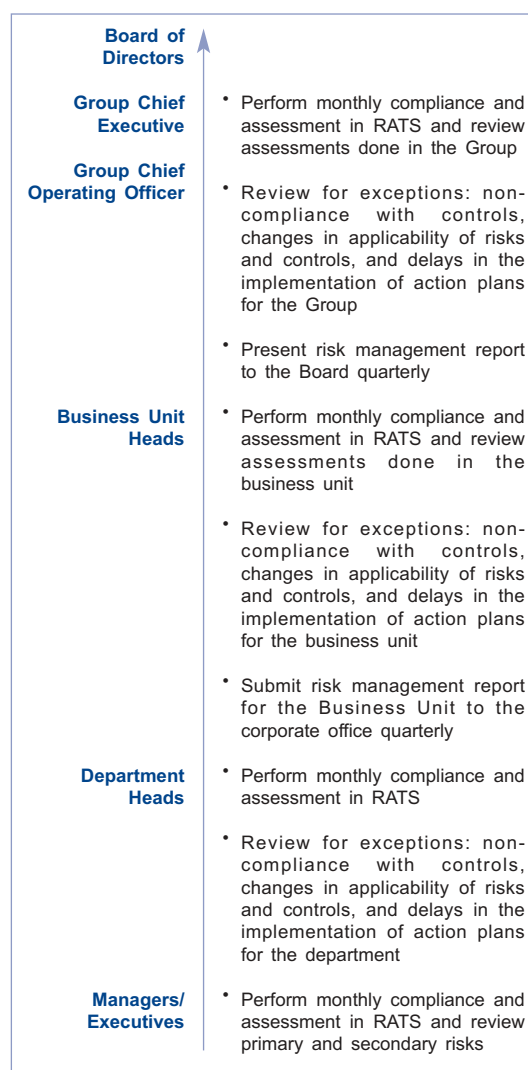 Board of
Directors
Group Chief
Executive
Group Chief
Operating Officer
• Perform monthly compliance and
assessment in RATS and review
assessments done in the Group
• Review for exceptions: non-
compliance with controls,
changes in applicability of risks
and controls, and delays in the
implementation of action plans
for the Group
• Present risk management report
to the Board quarterly
Business Unit
Heads
• Perform monthly compliance and
assessment in RATS and review
assessments done in the
business unit
• Review for exceptions: non-
compliance with controls,
changes in applicability of risks
and controls, and delays in the
implementation of action plans
for the business unit
• Submit risk management report
for the Business Unit to the
corporate office quarterly
Department
Heads
• Perform monthly compliance and
assessment in RATS
• Review for exceptions: non-
compliance with controls,
changes in applicability of risks
and controls, and delays in the
implementation of action plans
for the department
Managers/
Executives
• Perform monthly compliance and
assessment in RATS and review
primary and secondary risks